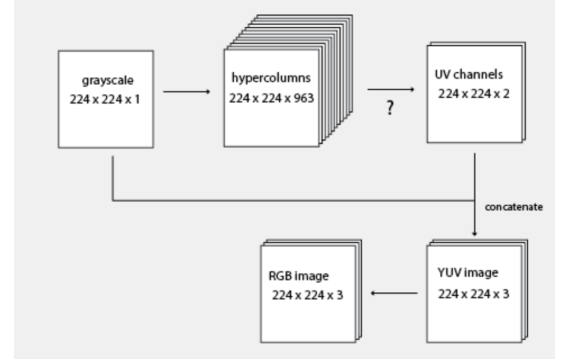 grayscale
224 x 224 x 1
hypercolumns
224 x 224 x 963
?
UV channels
224 x 224 x 2
concatenate
RGB image
224 x 224 x 3
YUV image
224 x 224 x 3